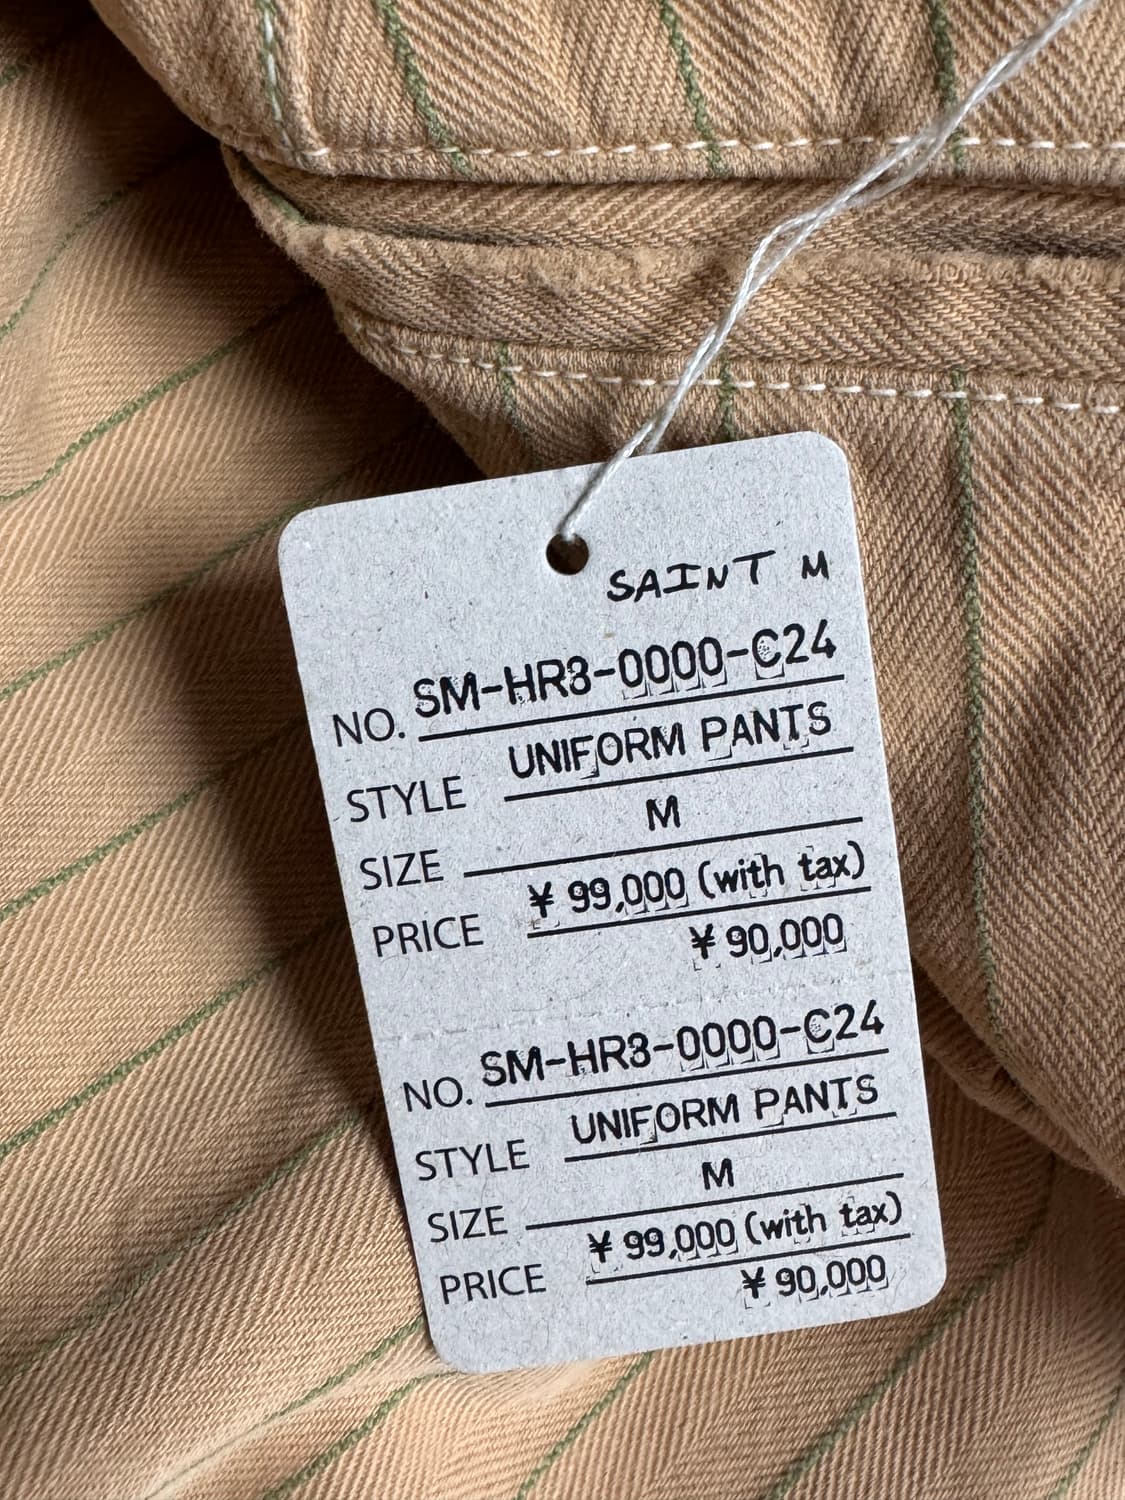 SAINT M
NO. SM-HR3-0000-C24
STYLE UNIFORM PANTS
SIZE M
PRICE ¥ 99,000 (with tax)
¥ 90,000
NO. SM-HR3-0000-C24
STYLE UNIFORM PANTS
SIZE M
PRICE ¥ 99,000 (with tax)
¥ 90,000